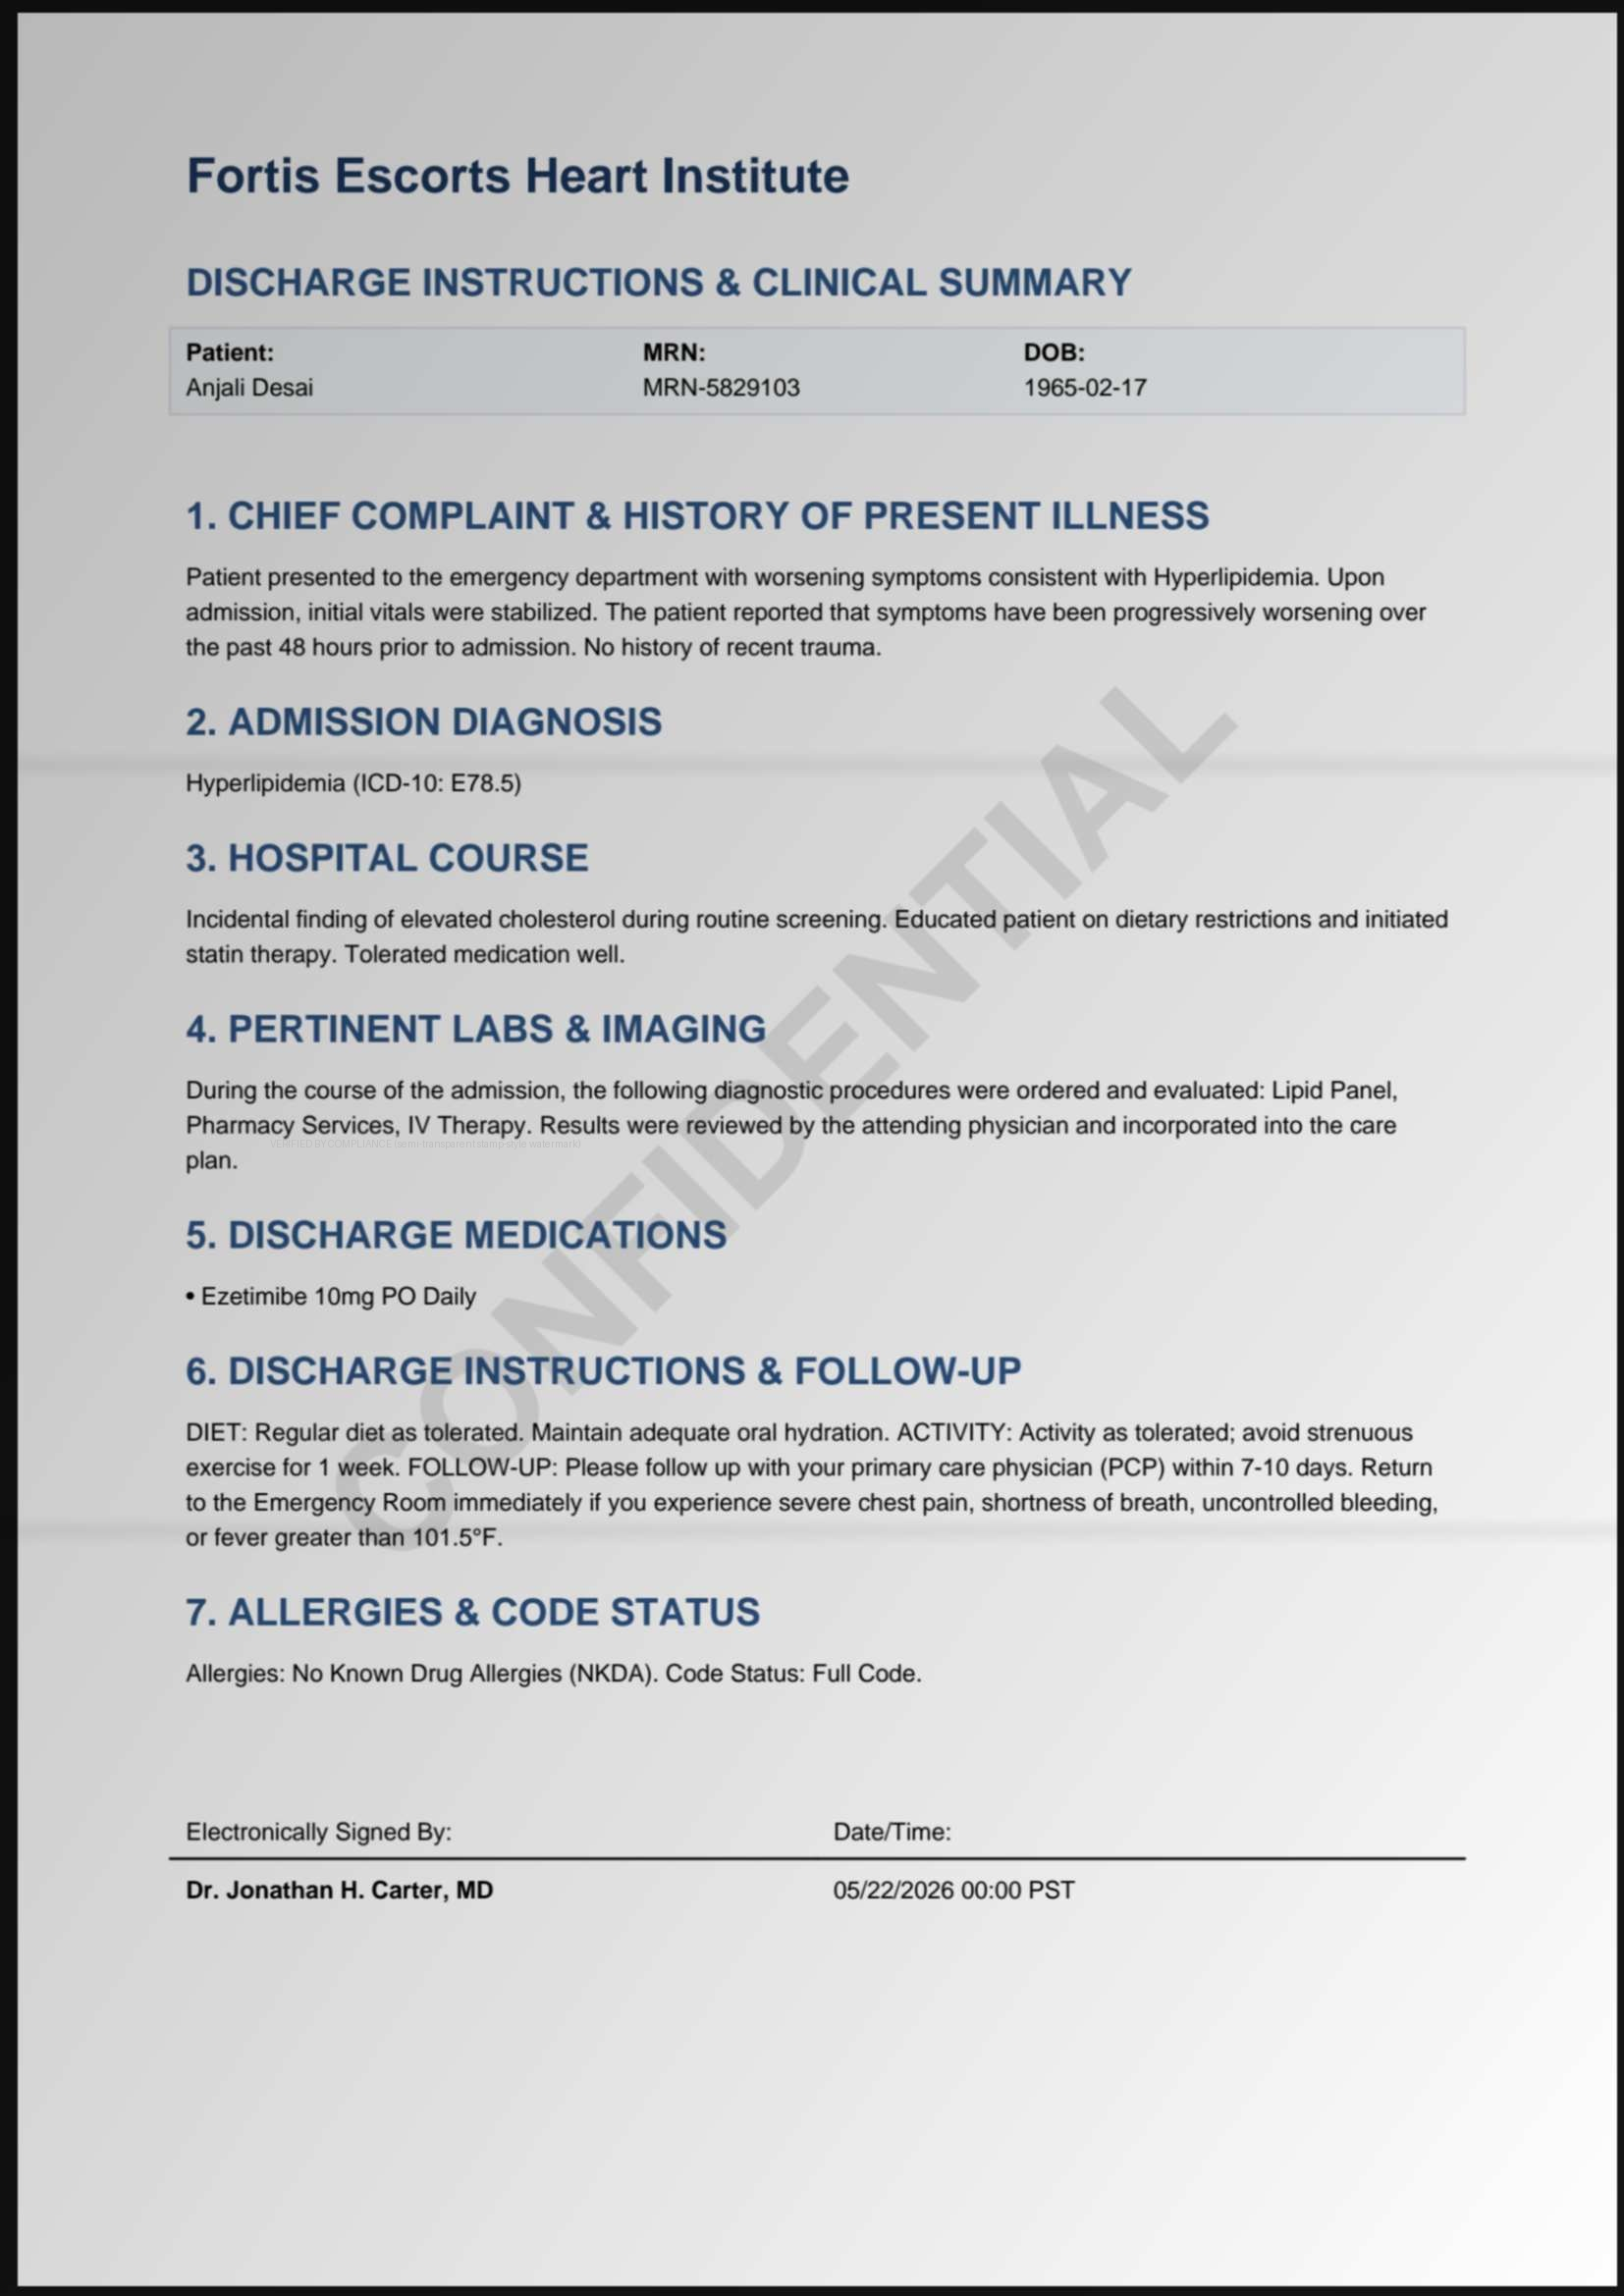 Fortis Escorts Heart Institute
DISCHARGE INSTRUCTIONS & CLINICAL SUMMARY
Patient: MRN: DOB:
Anjali Desai MRN-5829103 1965-02-17
1. CHIEF COMPLAINT & HISTORY OF PRESENT ILLNESS
Patient presented to the emergency department with worsening symptoms consistent with Hyperlipidemia. Upon
admission, initial vitals were stabilized. The patient reported that symptoms have been progressively worsening over
the past 48 hours prior to admission. No history of recent trauma.
2. ADMISSION DIAGNOSIS
Hyperlipidemia (ICD-10: E78.5)
3. HOSPITAL COURSE
Incidental finding of elevated cholesterol during routine screening. Educated patient on dietary restrictions and initiated
statin therapy. Tolerated medication well.
4. PERTINENT LABS & IMAGING
During the course of the admission, the following diagnostic procedures were ordered and evaluated: Lipid Panel,
Pharmacy Services, IV Therapy. Results were reviewed by the attending physician and incorporated into the care
VERIFIED BY COMPLIANCE (semi-transparent stamp-style watermark)
plan.
5. DISCHARGE MEDICATIONS
• Ezetimibe 10mg PO Daily
6. DISCHARGE INSTRUCTIONS & FOLLOW-UP
DIET: Regular diet as tolerated. Maintain adequate oral hydration. ACTIVITY: Activity as tolerated; avoid strenuous
exercise for 1 week. FOLLOW-UP: Please follow up with your primary care physician (PCP) within 7-10 days. Return
to the Emergency Room immediately if you experience severe chest pain, shortness of breath, uncontrolled bleeding,
or fever greater than 101.5°F.
7. ALLERGIES & CODE STATUS
Allergies: No Known Drug Allergies (NKDA). Code Status: Full Code.
Electronically Signed By: Date/Time:
Dr. Jonathan H. Carter, MD 05/22/2026 00:00 PST
CONFIDENTIAL